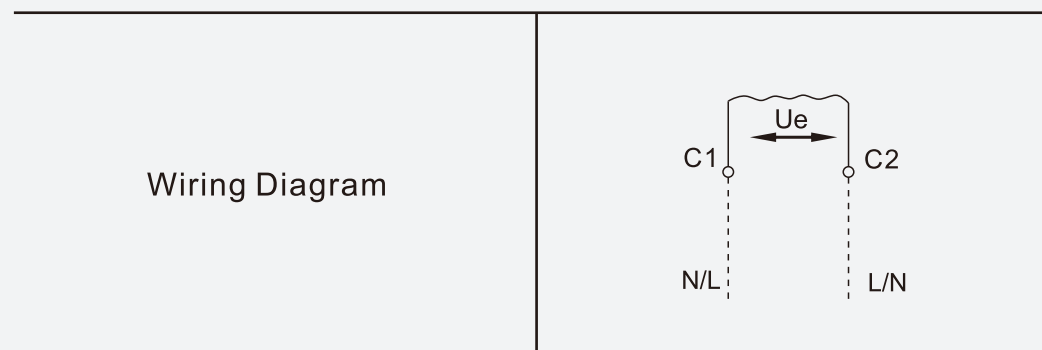 Wiring Diagram
Ue
C1
C2
N/L
L/N